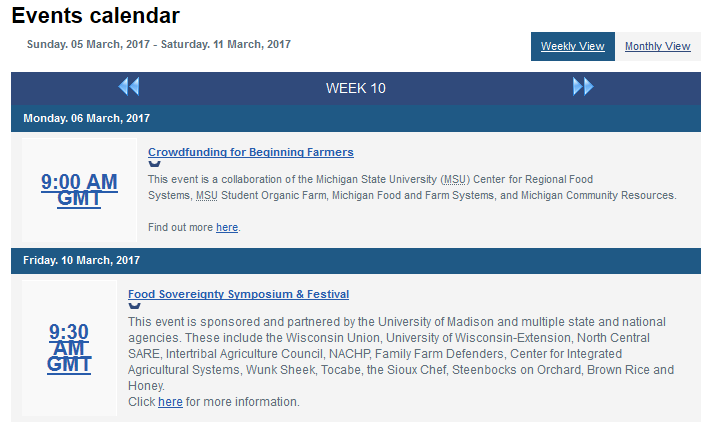 Events calendar
Sunday. 05 March, 2017 - Saturday. 11 March, 2017
Weekly View
Monthly View
WEEK 10
Monday. 06 March, 2017
9:00 AM
GMT
Crowdfunding for Beginning Farmers
This event is a collaboration of the Michigan State University (MSU) Center for Regional Food
Systems, MSU Student Organic Farm, Michigan Food and Farm Systems, and Michigan Community Resources.
Find out more here.
Friday. 10 March, 2017
9:30
AM
GMT
Food Sovereignty Symposium & Festival
This event is sponsored and partnered by the University of Madison and multiple state and national
agencies. These include the Wisconsin Union, University of Wisconsin-Extension, North Central
SARE, Intertribal Agriculture Council, NACHP, Family Farm Defenders, Center for Integrated
Agricultural Systems, Wunk Sheek, Tocabe, the Sioux Chef, Steenbocks on Orchard, Brown Rice and
Honey.
Click here for more information.